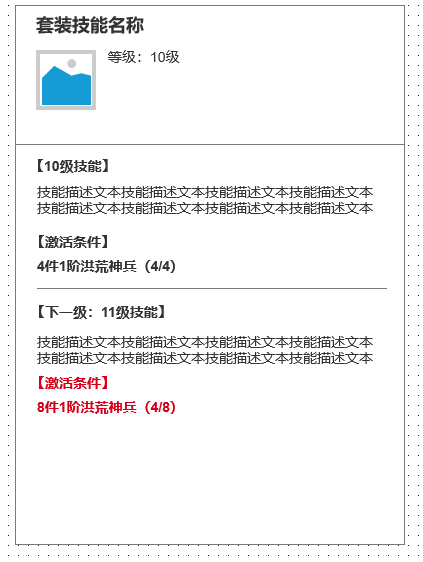 套装技能名称
等级：10级
【10级技能】
技能描述文本技能描述文本技能描述文本技能描述文本
技能描述文本技能描述文本技能描述文本技能描述文本
【激活条件】
4件1阶洪荒神兵（4/4）
【下一级：11级技能】
技能描述文本技能描述文本技能描述文本技能描述文本
技能描述文本技能描述文本技能描述文本技能描述文本
【激活条件】
8件1阶洪荒神兵（4/8）